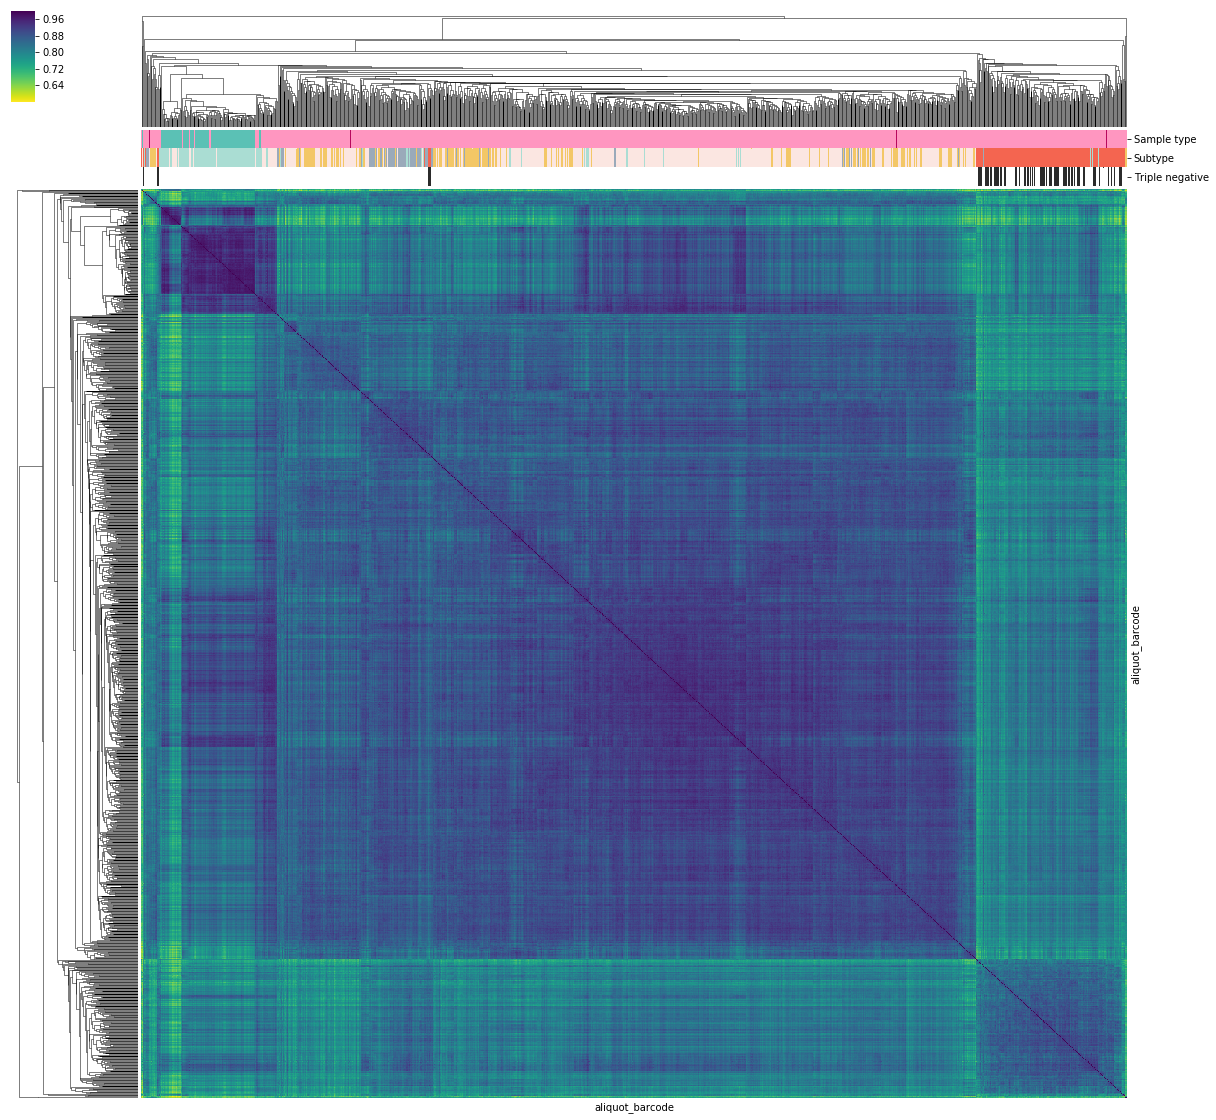 0.96
0.88
0.80
0.72
0.64
Sample type
Subtype
Triple negative
aliquot_barcode
aliquot_barcode